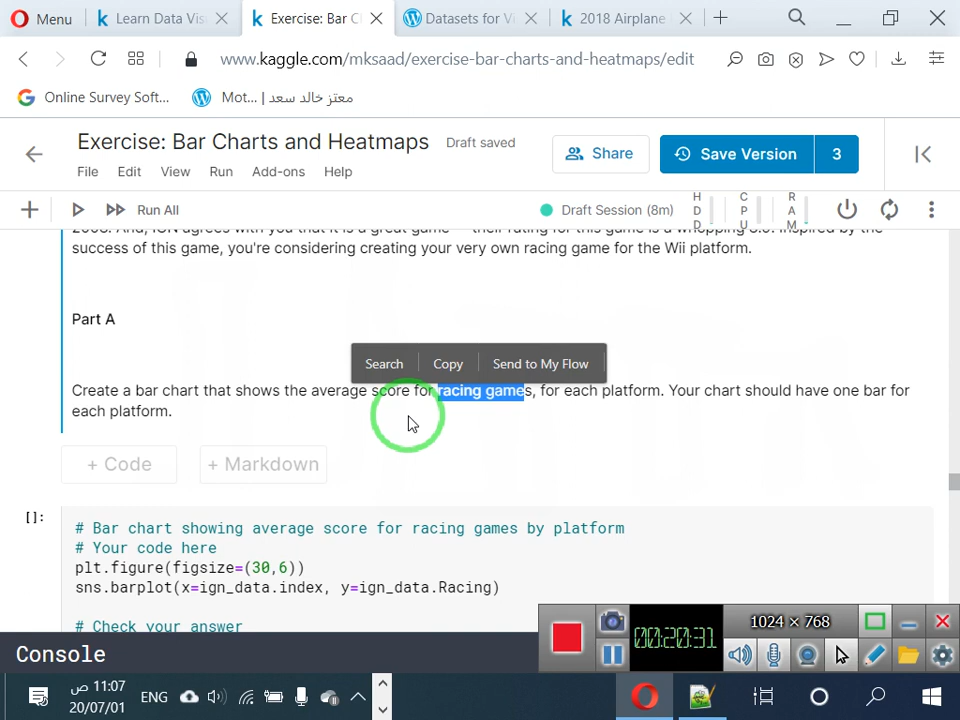 Menu
Learn Data Vis
Exercise: Bar C
Datasets for Vi
2018 Airplane
www.kaggle.com/mksaad/exercise-bar-charts-and-heatmaps/edit
Online Survey Soft...
Mot... | معتز خالد سعد
Exercise: Bar Charts and Heatmaps
Draft saved
Share
Save Version
3
File Edit View Run Add-ons Help
Run All
Draft Session (8m)
HDD
CPU
RAM
success of this game, you're considering creating your very own racing game for the Wii platform.
Part A
Search
Copy
Send to My Flow
Create a bar chart that shows the average score for racing games, for each platform. Your chart should have one bar for
each platform.
+ Code
+ Markdown
[]:
# Bar chart showing average score for racing games by platform
# Your code here
plt.figure(figsize=(30,6))
sns.barplot(x=ign_data.index, y=ign_data.Racing)
# Check your answer
Console
1024 × 768
00:20:31
11:07 ص
ENG
20/07/01